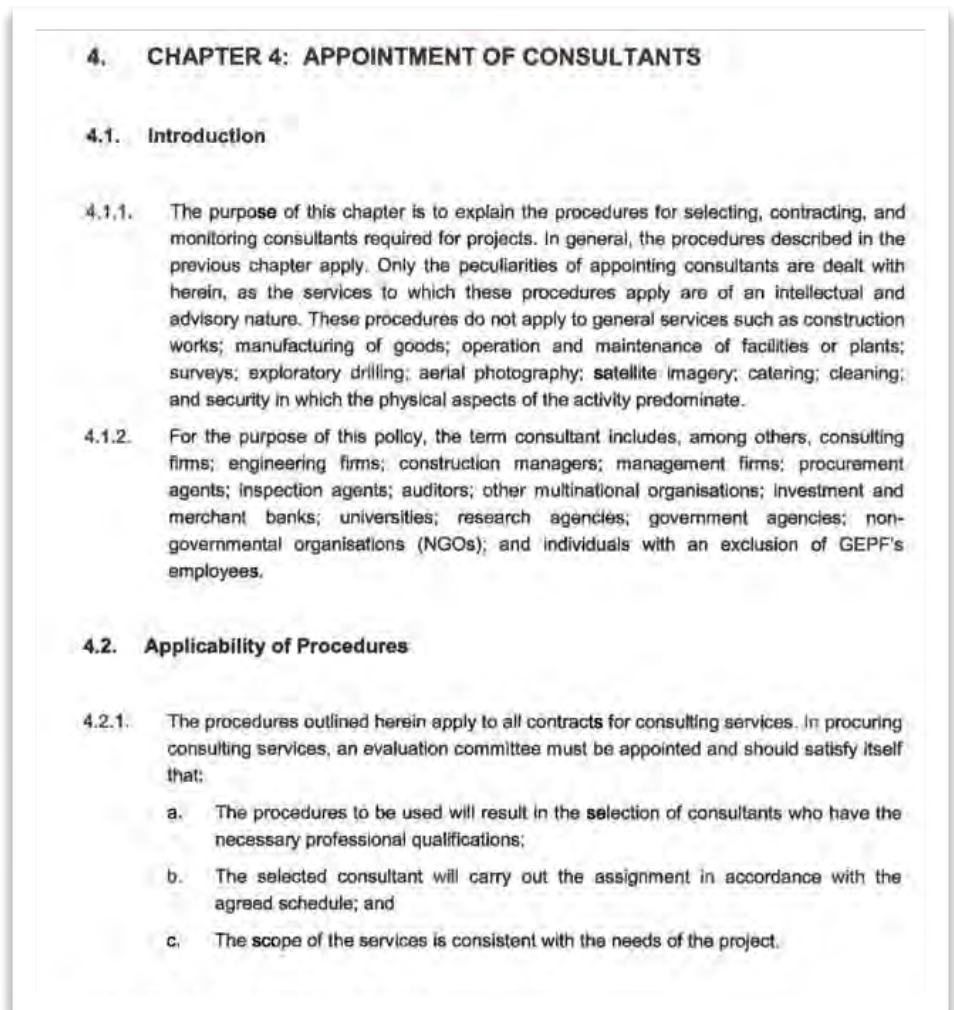 4. CHAPTER 4: APPOINTMENT OF CONSULTANTS
4.1. Introduction
4.1.1. The purpose of this chapter is to explain the procedures for selecting, contracting, and
monitoring consultants required for projects. In general, the procedures described in the
previous chapter apply. Only the peculiarities of appointing consultants are dealt with
herein, as the services to which these procedures apply are of an intellectual and
advisory nature. These procedures do not apply to general services such as construction
works; manufacturing of goods; operation and maintenance of facilities or plants;
surveys; exploratory drilling; aerial photography; satellite imagery; catering; cleaning;
and security in which the physical aspects of the activity predominate.
4.1.2. For the purpose of this policy, the term consultant includes, among others, consulting
firms; engineering firms; construction managers; management firms; procurement
agents; inspection agents; auditors; other multinational organisations; investment and
merchant banks; universities; research agencies; government agencies; non-
governmental organisations (NGOs); and individuals with an exclusion of GEPF's
employees.
4.2. Applicability of Procedures
4.2.1. The procedures outlined herein apply to all contracts for consulting services. In procuring
consulting services, an evaluation committee must be appointed and should satisfy itself
that:
a. The procedures to be used will result in the selection of consultants who have the
necessary professional qualifications;
b. The selected consultant will carry out the assignment in accordance with the
agreed schedule; and
c. The scope of the services is consistent with the needs of the project.